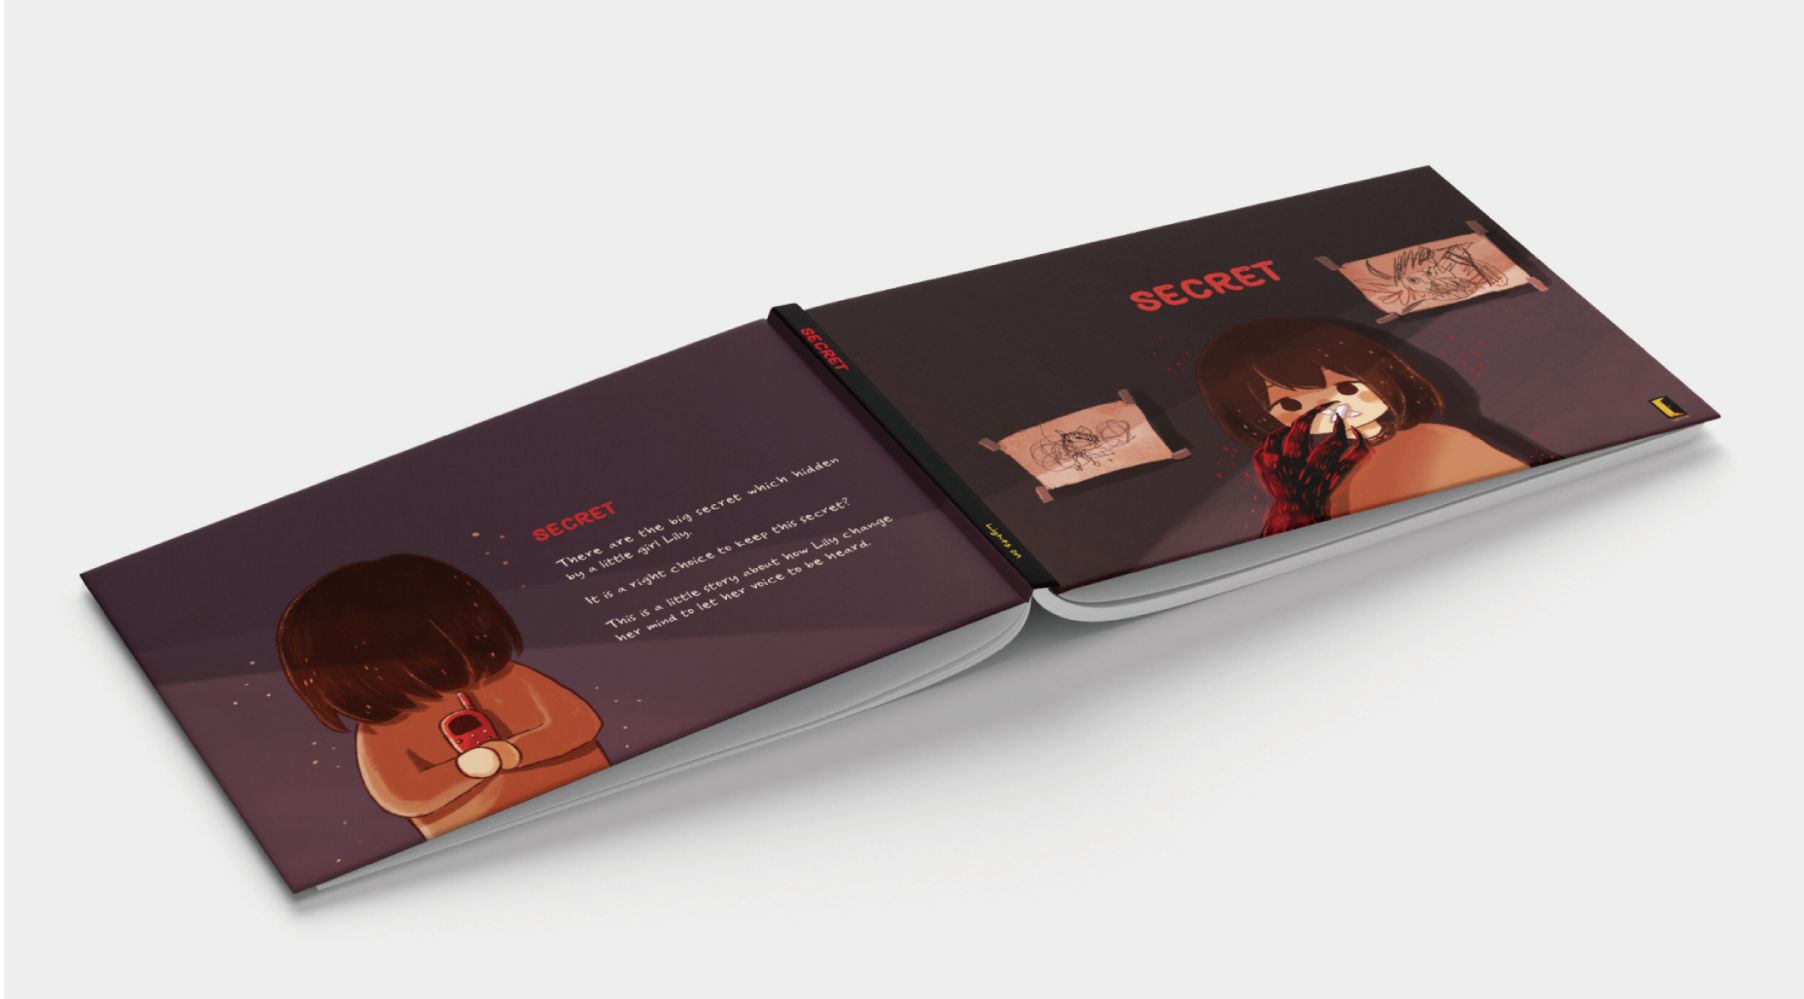 SECRET
There are the big secret which hidden
by a little girl Lily.
It is a right choice to keep this secret?
This is a little story about how Lily change
her mind to let her voice to be heard.
SECRET
Lights on
SECRET